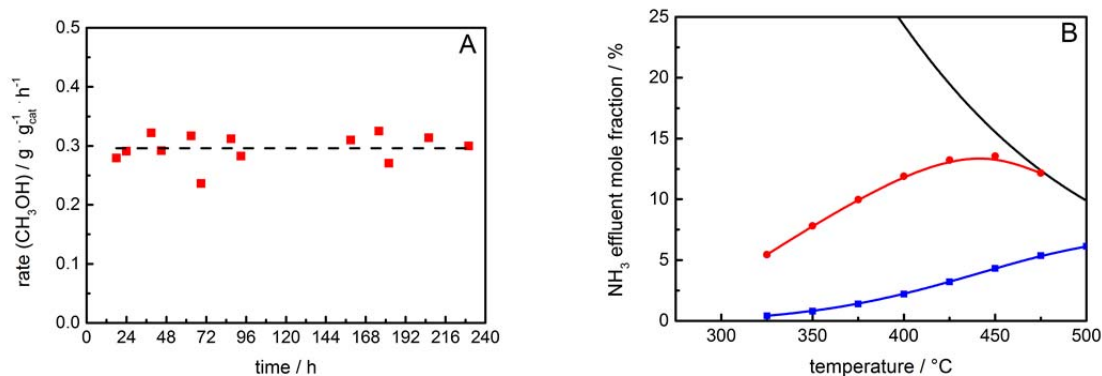 A
0.5
0.4
0.3
0.2
0.1
0.0
0 24 48 72 96 120 144 168 192 216 240
time / h
rate (CH₃OH) / g · g⁻¹cat · h⁻¹
B
25
20
15
10
5
0
300 350 400 450 500
temperature / °C
NH₃ effluent mole fraction / %